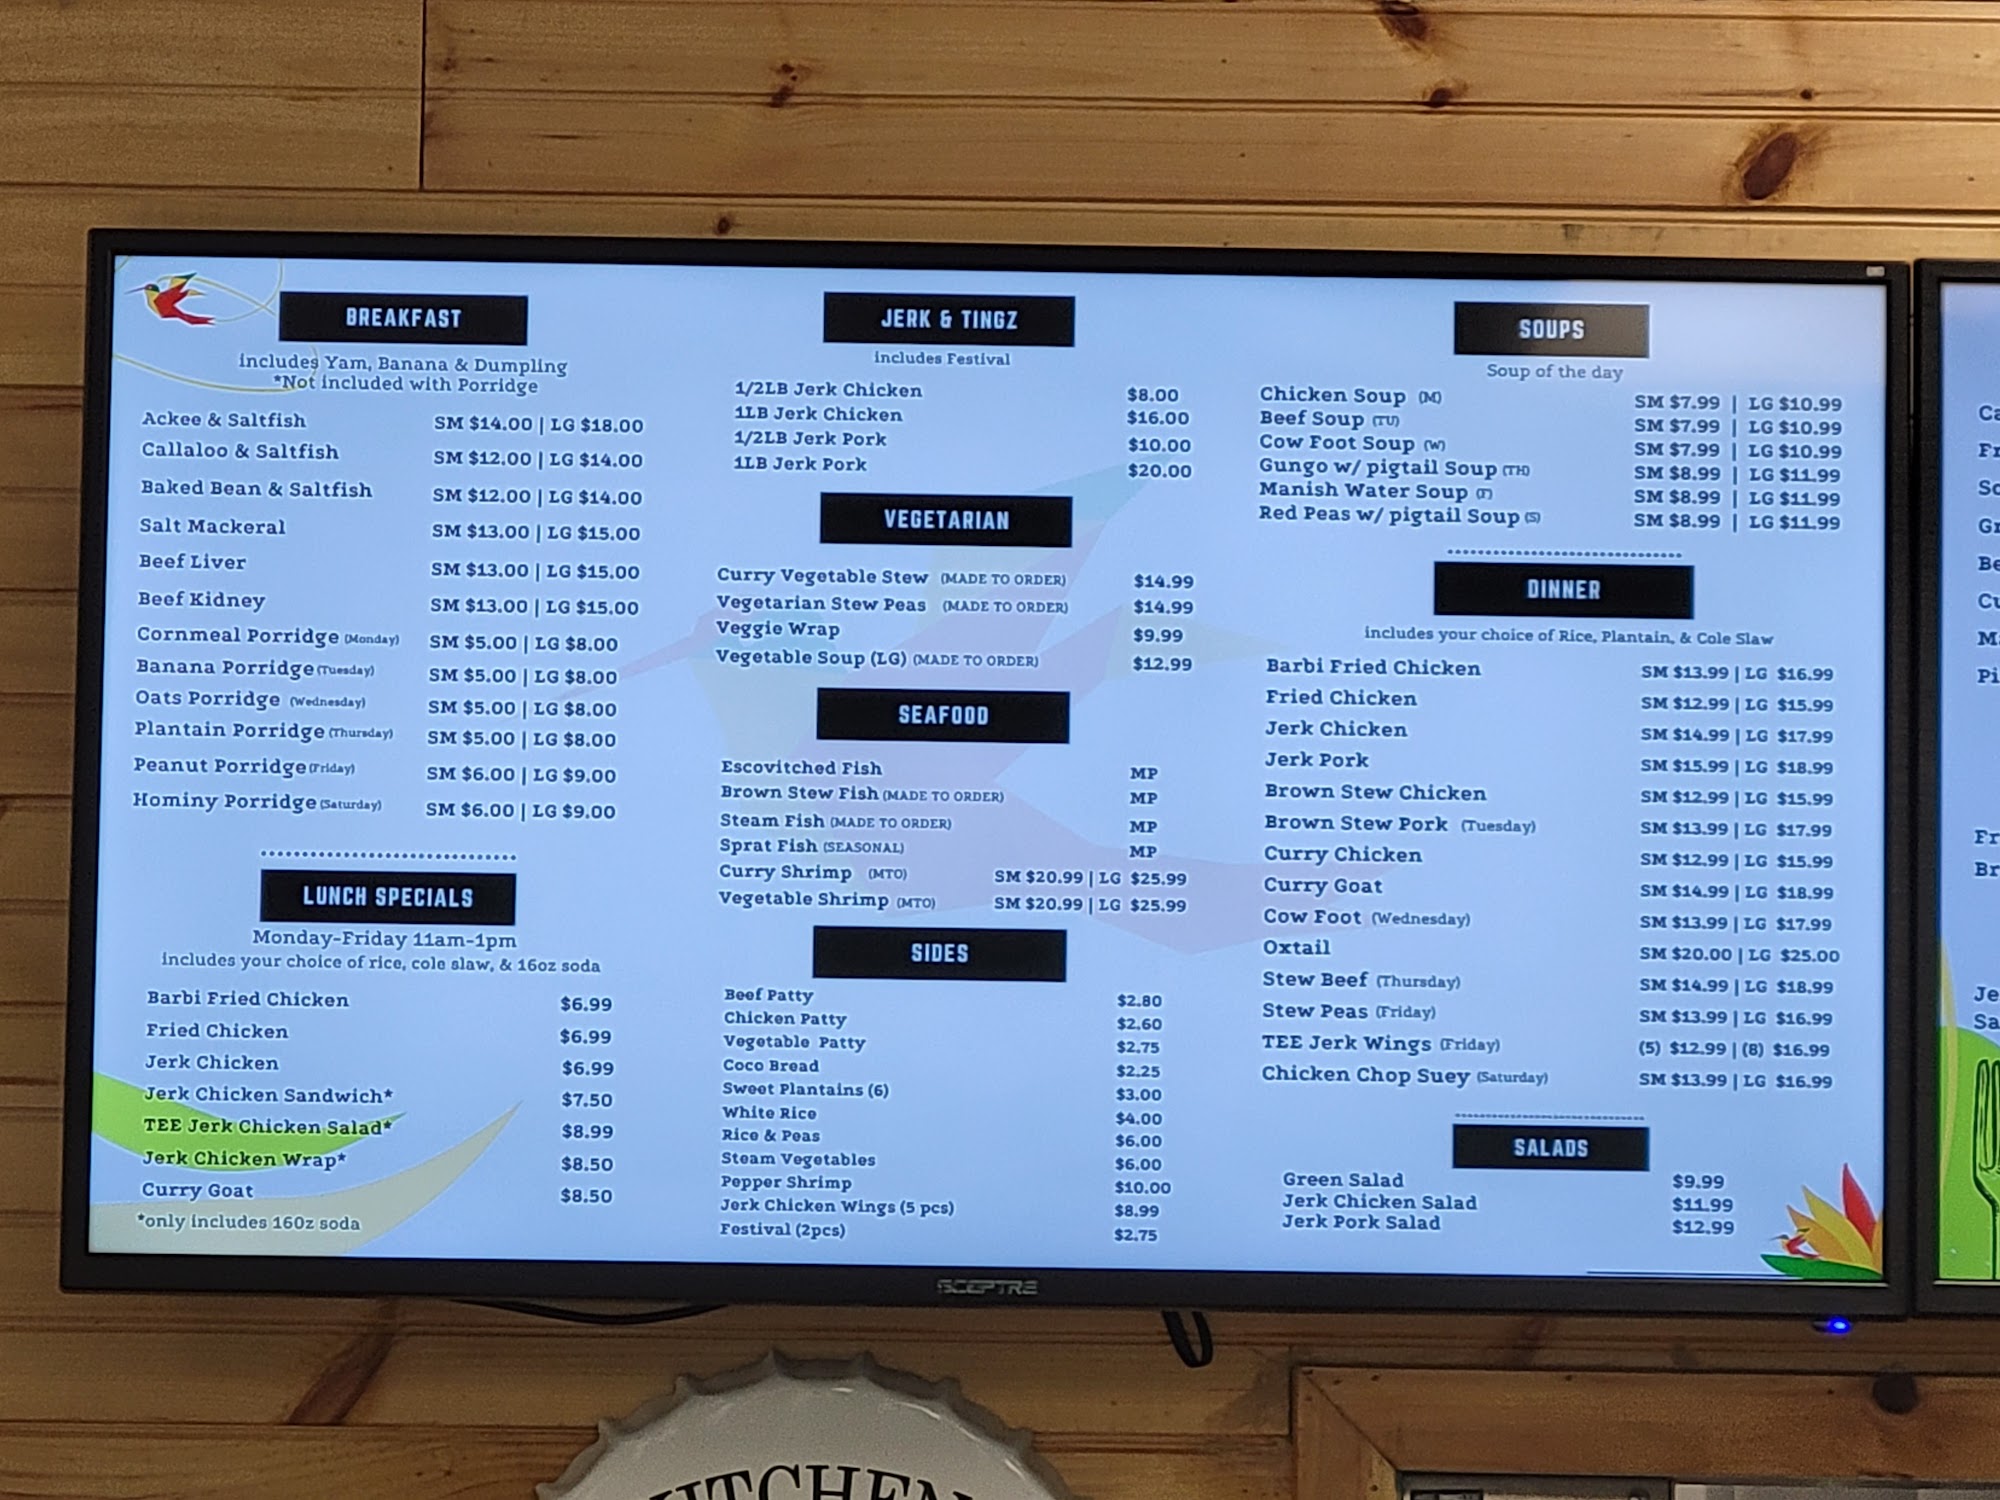 BREAKFAST
includes Yam, Banana & Dumpling
*Not included with Porridge
Ackee & Saltfish SM $14.00 | LG $18.00
Callaloo & Saltfish SM $12.00 | LG $14.00
Baked Bean & Saltfish SM $12.00 | LG $14.00
Salt Mackeral SM $13.00 | LG $15.00
Beef Liver SM $13.00 | LG $15.00
Beef Kidney SM $13.00 | LG $15.00
Cornmeal Porridge (Monday) SM $5.00 | LG $8.00
Banana Porridge (Tuesday) SM $5.00 | LG $8.00
Oats Porridge (Wednesday) SM $5.00 | LG $8.00
Plantain Porridge (Thursday) SM $5.00 | LG $8.00
Peanut Porridge (Friday) SM $6.00 | LG $9.00
Hominy Porridge (Saturday) SM $6.00 | LG $9.00
LUNCH SPECIALS
Monday-Friday 11am-1pm
includes your choice of rice, cole slaw, & 16oz soda
Barbi Fried Chicken $6.99
Fried Chicken $6.99
Jerk Chicken $6.99
Jerk Chicken Sandwich* $7.50
TEE Jerk Chicken Salad* $8.99
Jerk Chicken Wrap* $8.50
Curry Goat $8.50
*only includes 16Oz soda
JERK & TINGZ
includes Festival
1/2LB Jerk Chicken $8.00
1LB Jerk Chicken $16.00
1/2LB Jerk Pork $10.00
1LB Jerk Pork $20.00
VEGETARIAN
Curry Vegetable Stew (MADE TO ORDER) $14.99
Vegetarian Stew Peas (MADE TO ORDER) $14.99
Veggie Wrap $9.99
Vegetable Soup (LG) (MADE TO ORDER) $12.99
SEAFOOD
Escovitched Fish MP
Brown Stew Fish (MADE TO ORDER) MP
Steam Fish (MADE TO ORDER) MP
Sprat Fish (SEASONAL) MP
Curry Shrimp (MTO) SM $20.99 | LG $25.99
Vegetable Shrimp (MTO) SM $20.99 | LG $25.99
SIDES
Beef Patty $2.80
Chicken Patty $2.60
Vegetable Patty $2.75
Coco Bread $2.25
Sweet Plantains (6) $3.00
White Rice $4.00
Rice & Peas $6.00
Steam Vegetables $6.00
Pepper Shrimp $10.00
Jerk Chicken Wings (5 pcs) $8.99
Festival (2pcs) $2.75
SOUPS
Soup of the day
Chicken Soup (M) SM $7.99 | LG $10.99
Beef Soup (TU) SM $7.99 | LG $10.99
Cow Foot Soup (W) SM $7.99 | LG $10.99
Gungo w/ pigtail Soup (TH) SM $8.99 | LG $11.99
Manish Water Soup (F) SM $8.99 | LG $11.99
Red Peas w/ pigtail Soup (S) SM $8.99 | LG $11.99
DINNER
includes your choice of Rice, Plantain, & Cole Slaw
Barbi Fried Chicken SM $13.99 | LG $16.99
Fried Chicken SM $12.99 | LG $15.99
Jerk Chicken SM $14.99 | LG $17.99
Jerk Pork SM $15.99 | LG $18.99
Brown Stew Chicken SM $12.99 | LG $15.99
Brown Stew Pork (Tuesday) SM $13.99 | LG $17.99
Curry Chicken SM $12.99 | LG $15.99
Curry Goat SM $14.99 | LG $18.99
Cow Foot (Wednesday) SM $13.99 | LG $17.99
Oxtail SM $20.00 | LG $25.00
Stew Beef (Thursday) SM $14.99 | LG $18.99
Stew Peas (Friday) SM $13.99 | LG $16.99
TEE Jerk Wings (Friday) (5) $12.99 | (8) $16.99
Chicken Chop Suey (Saturday) SM $13.99 | LG $16.99
SALADS
Green Salad $9.99
Jerk Chicken Salad $11.99
Jerk Pork Salad $12.99
SCEPTRE